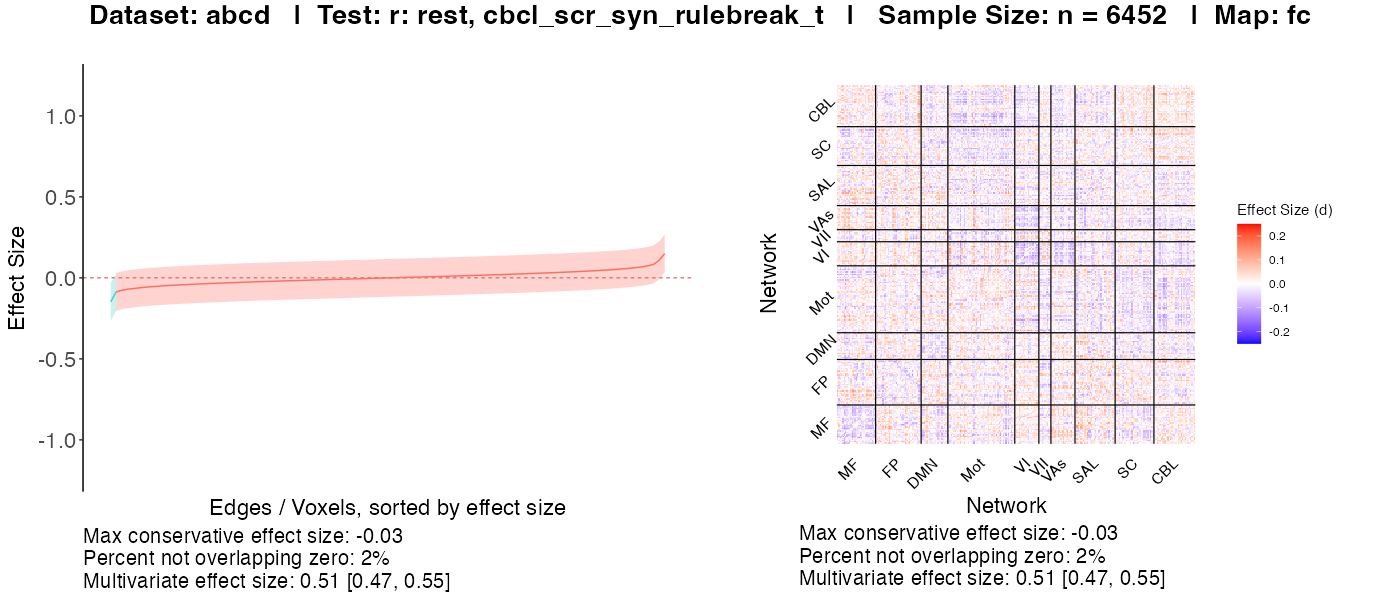 Dataset: abcd | Test: r: rest, cbcl_scr_syn_rulebreak_t | Sample Size: n = 6452 | Map: fc
Effect Size
1.0
0.5
0.0
-0.5
-1.0
Edges / Voxels, sorted by effect size
Max conservative effect size: -0.03
Percent not overlapping zero: 2%
Multivariate effect size: 0.51 [0.47, 0.55]
Network
CBL
SC
SAL
VAs
VII
VI
Mot
DMN
FP
MF
MF
FP
DMN
Mot
VI
VII
VAs
SAL
SC
CBL
Network
Max conservative effect size: -0.03
Percent not overlapping zero: 2%
Multivariate effect size: 0.51 [0.47, 0.55]
Effect Size (d)
0.2
0.1
0.0
-0.1
-0.2